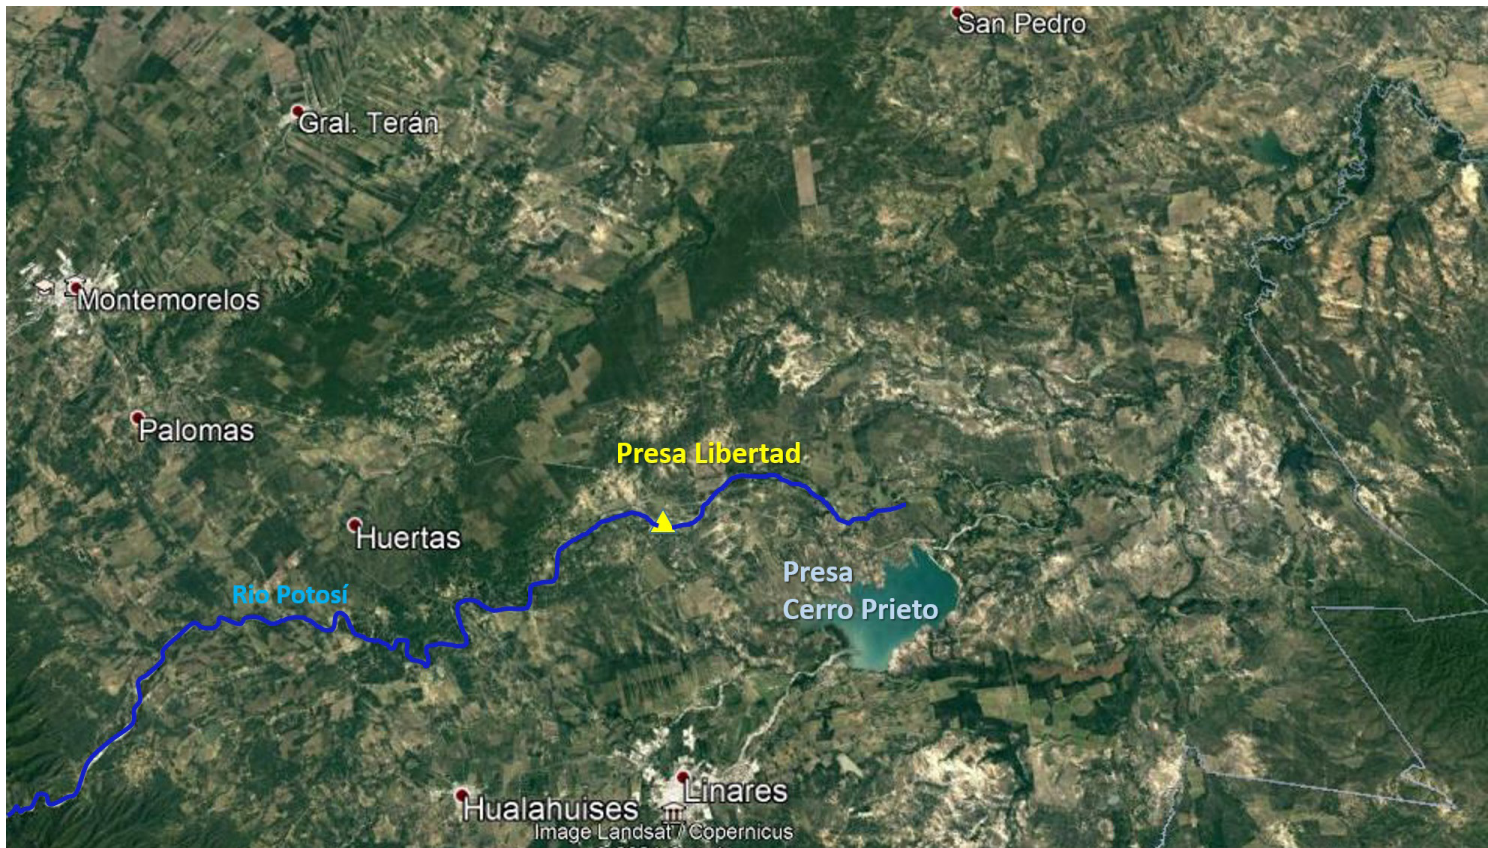 San Pedro
Gral. Terán
Montemorelos
Palomas
Presa Libertad
Huertas
Presa
Cerro Prieto
Río Potosí
Linares
Hualahuises
Image Landsat / Copernicus